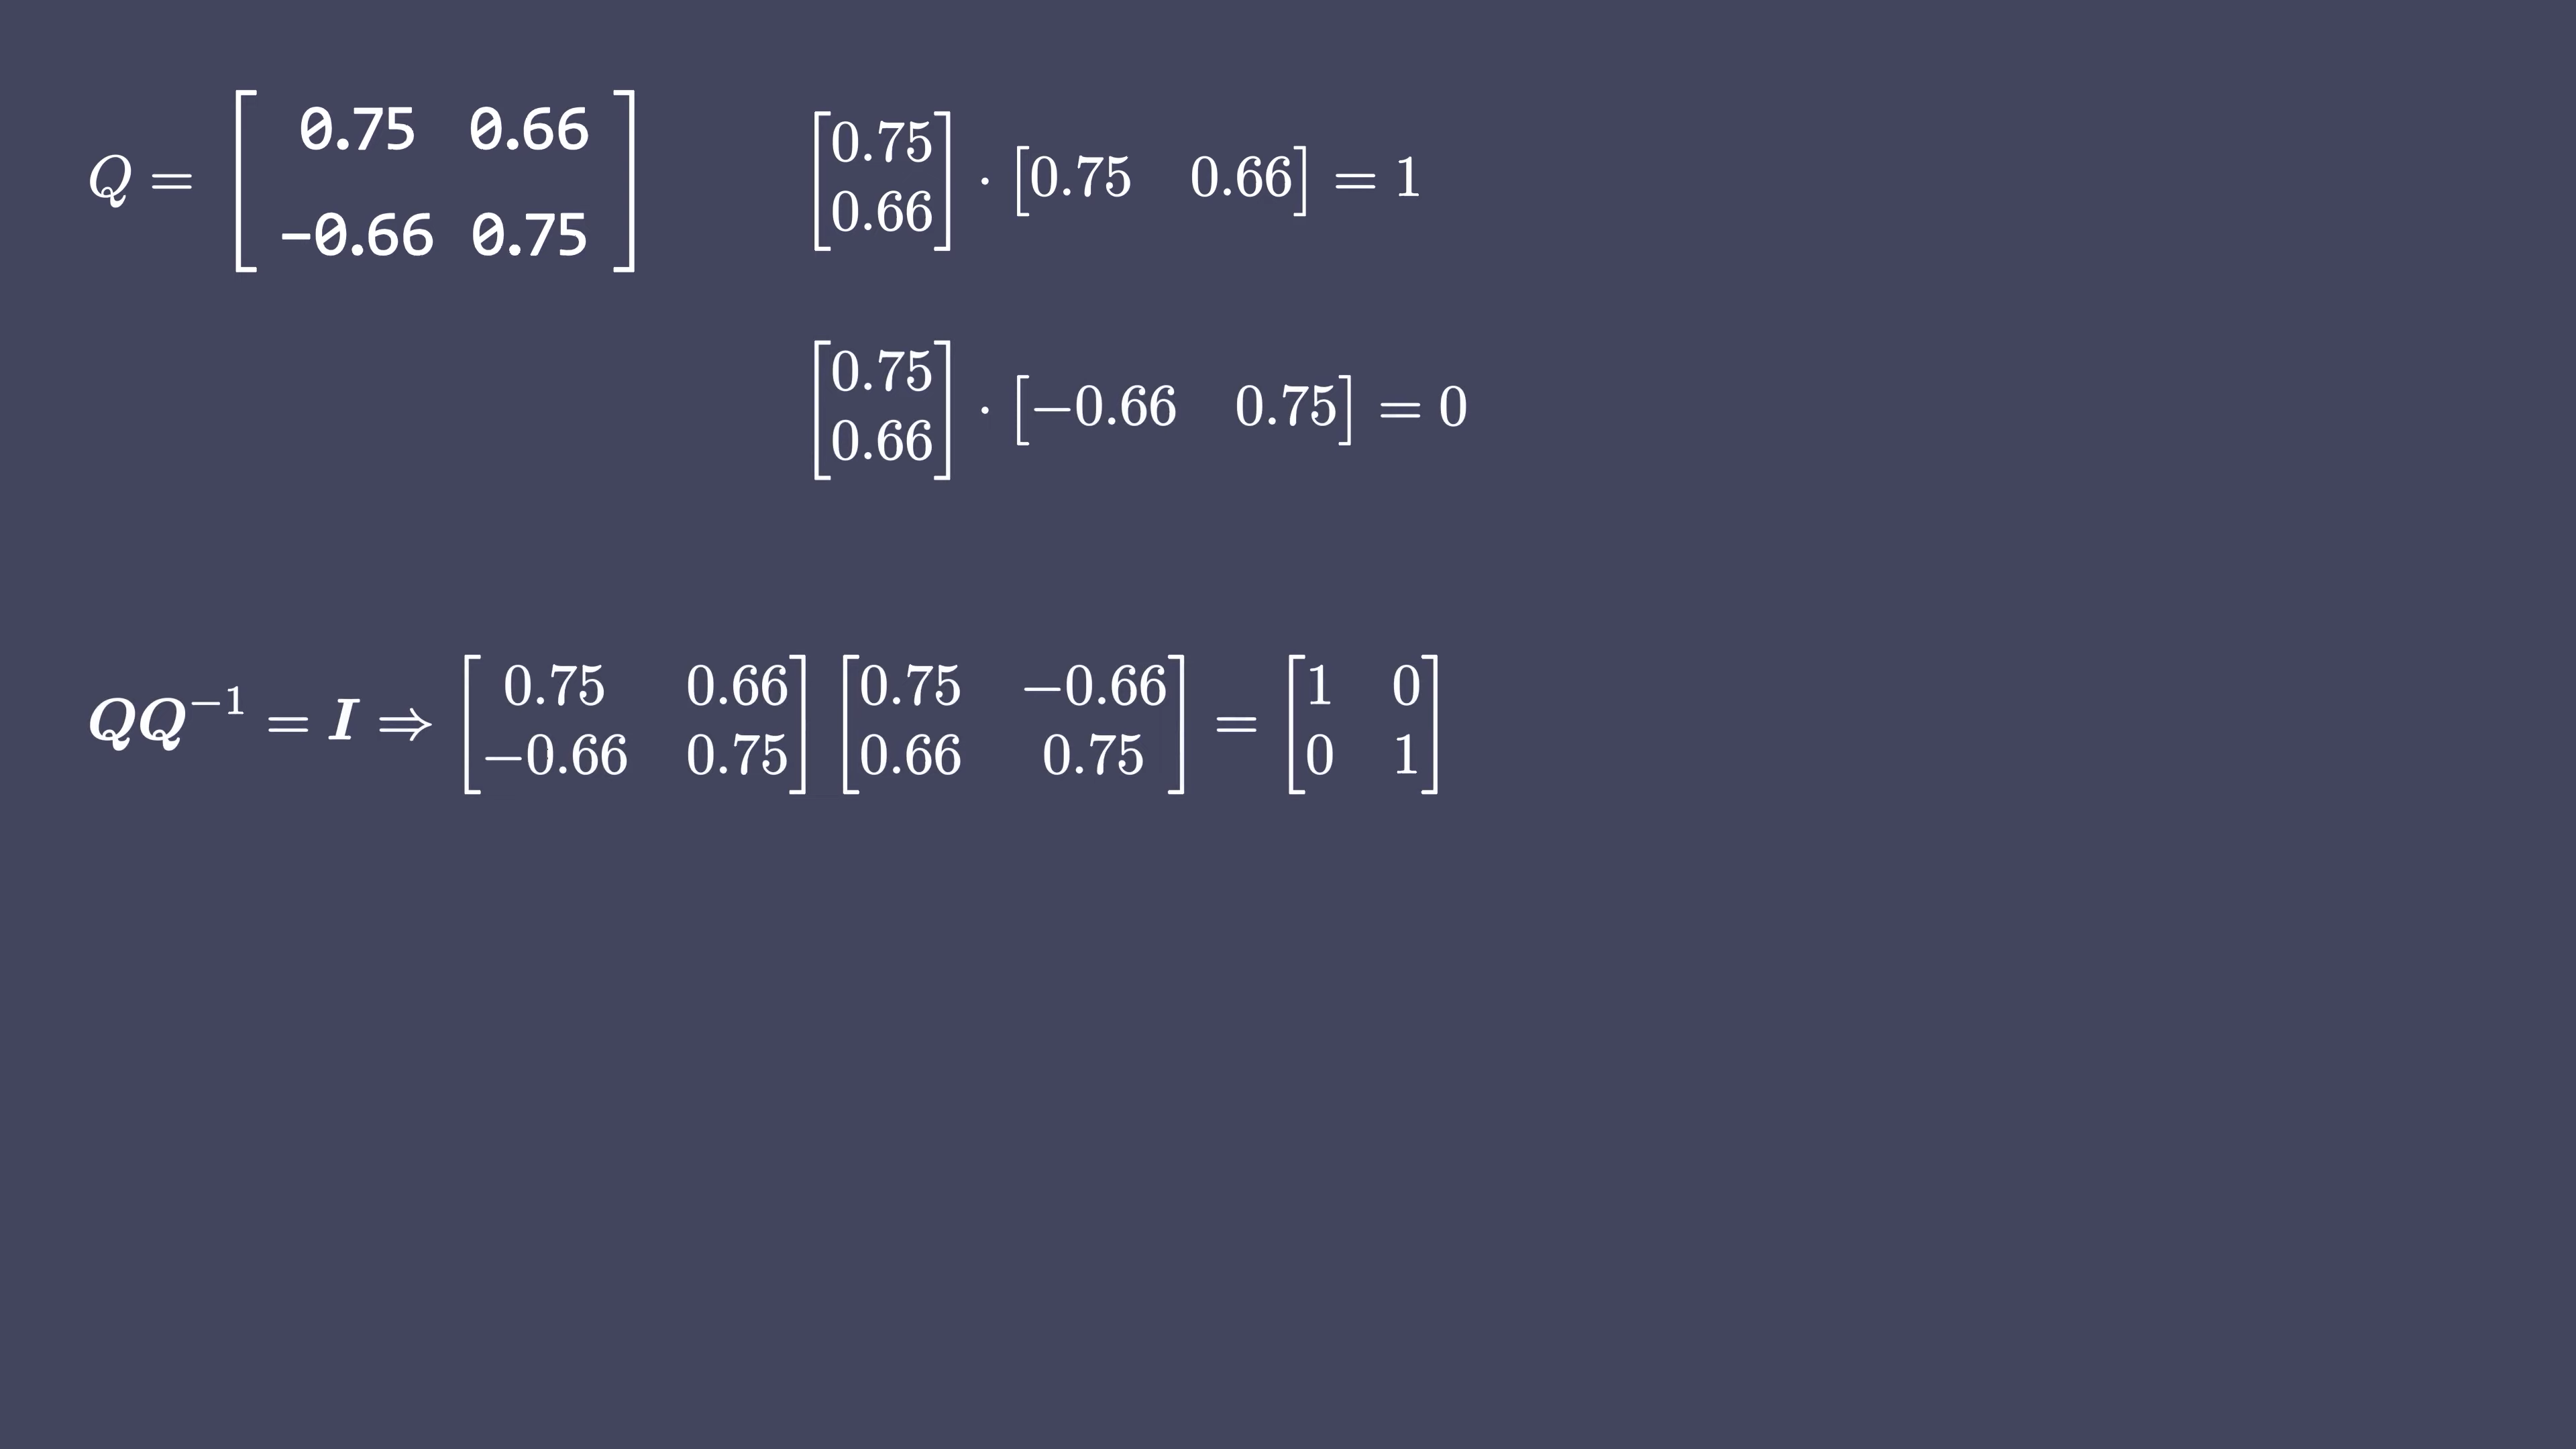 Q = [ 0.75 0.66
-0.66 0.75 ]
[ 0.75
0.66 ] · [0.75 0.66] = 1
[ 0.75
0.66 ] · [−0.66 0.75] = 0
QQ⁻¹ = I ⇒ [ 0.75 0.66 ] [ 0.75 −0.66 ] = [ 1 0 ]
[ −0.66 0.75 ] [ 0.66 0.75 ] [ 0 1 ]